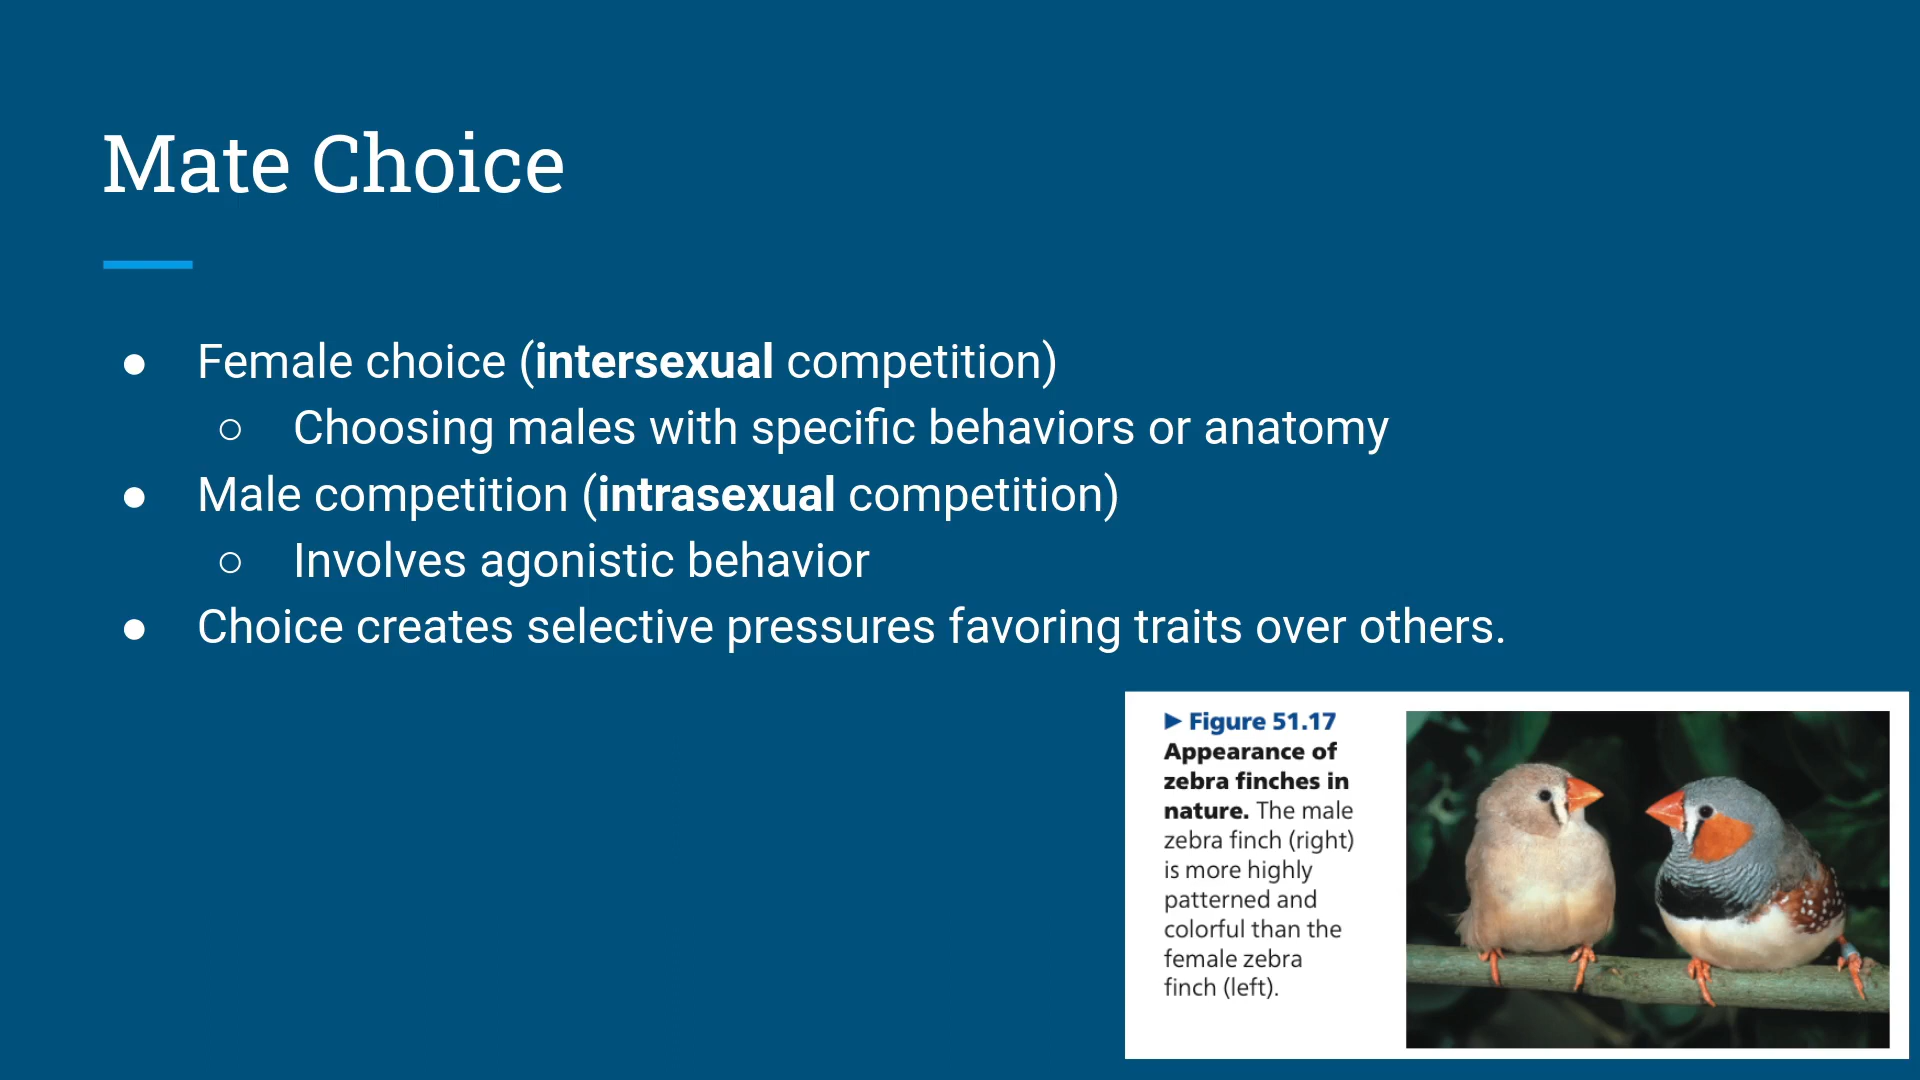 Mate Choice
● Female choice (intersexual competition)
○ Choosing males with specific behaviors or anatomy
● Male competition (intrasexual competition)
○ Involves agonistic behavior
● Choice creates selective pressures favoring traits over others.
▶ Figure 51.17
Appearance of
zebra finches in
nature. The male
zebra finch (right)
is more highly
patterned and
colorful than the
female zebra
finch (left).